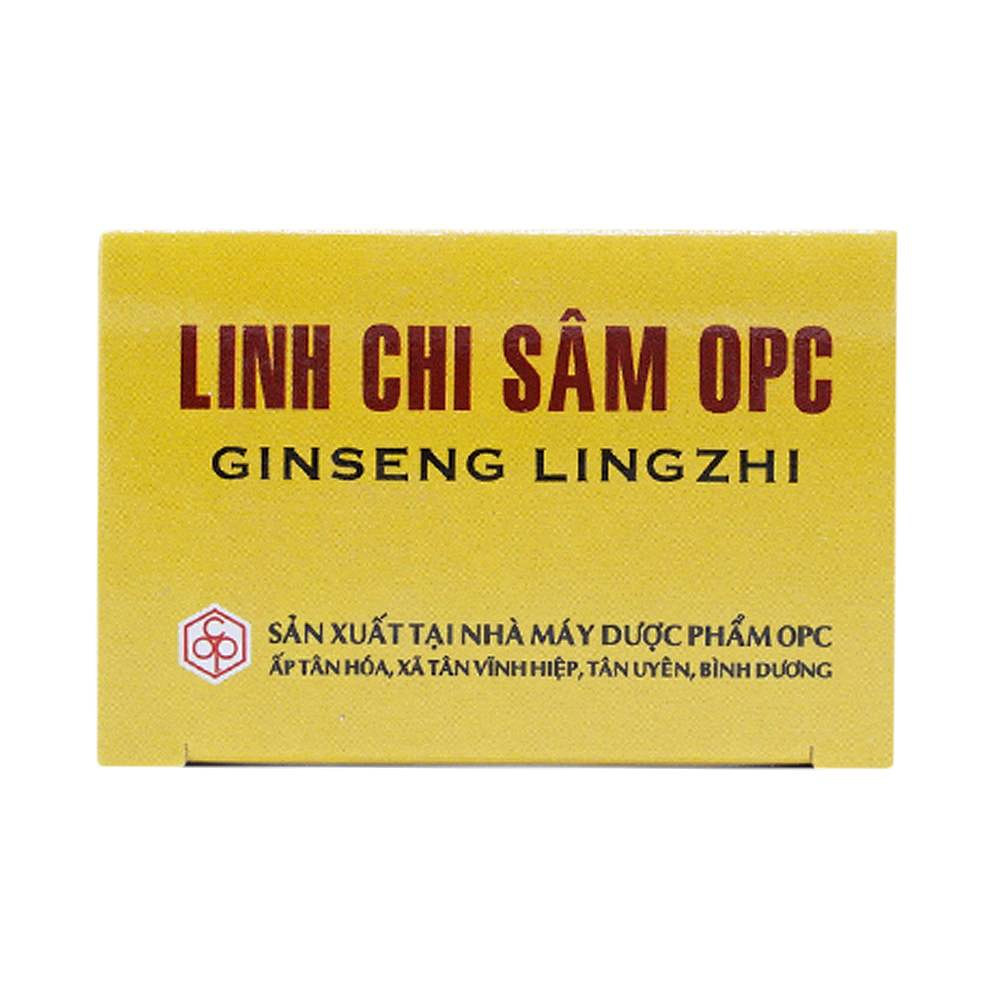 LINH CHI SÂM OPC
GINSENG LINGZHI
OPC
SẢN XUẤT TẠI NHÀ MÁY DƯỢC PHẨM OPC
ẤP TÂN HÓA, XÃ TÂN VĨNH HIỆP, TÂN UYÊN, BÌNH DƯƠNG